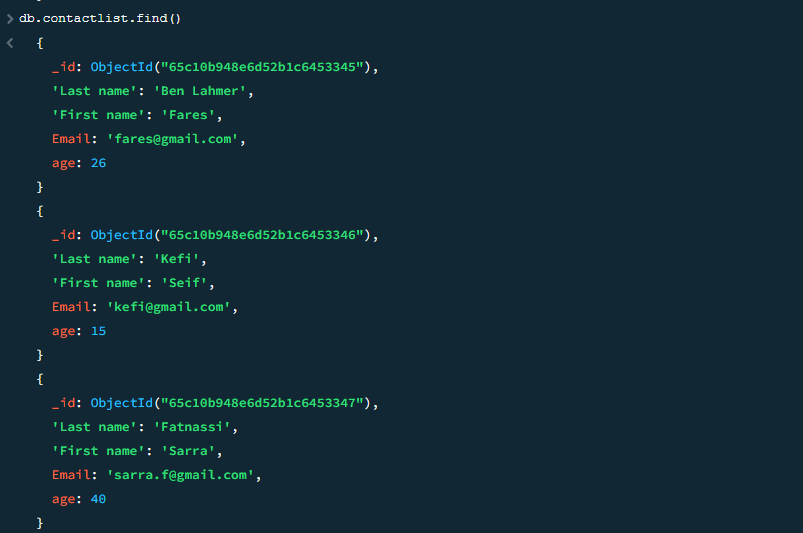 db.contactlist.find()
{
_id: ObjectId("65c10b948e6d52b1c6453345"),
'Last name': 'Ben Lahmer',
'First name': 'Fares',
Email: 'fares@gmail.com',
age: 26
}
{
_id: ObjectId("65c10b948e6d52b1c6453346"),
'Last name': 'Kefi',
'First name': 'Seif',
Email: 'kefi@gmail.com',
age: 15
}
{
_id: ObjectId("65c10b948e6d52b1c6453347"),
'Last name': 'Fatnassi',
'First name': 'Sarra',
Email: 'sarra.f@gmail.com',
age: 40
}